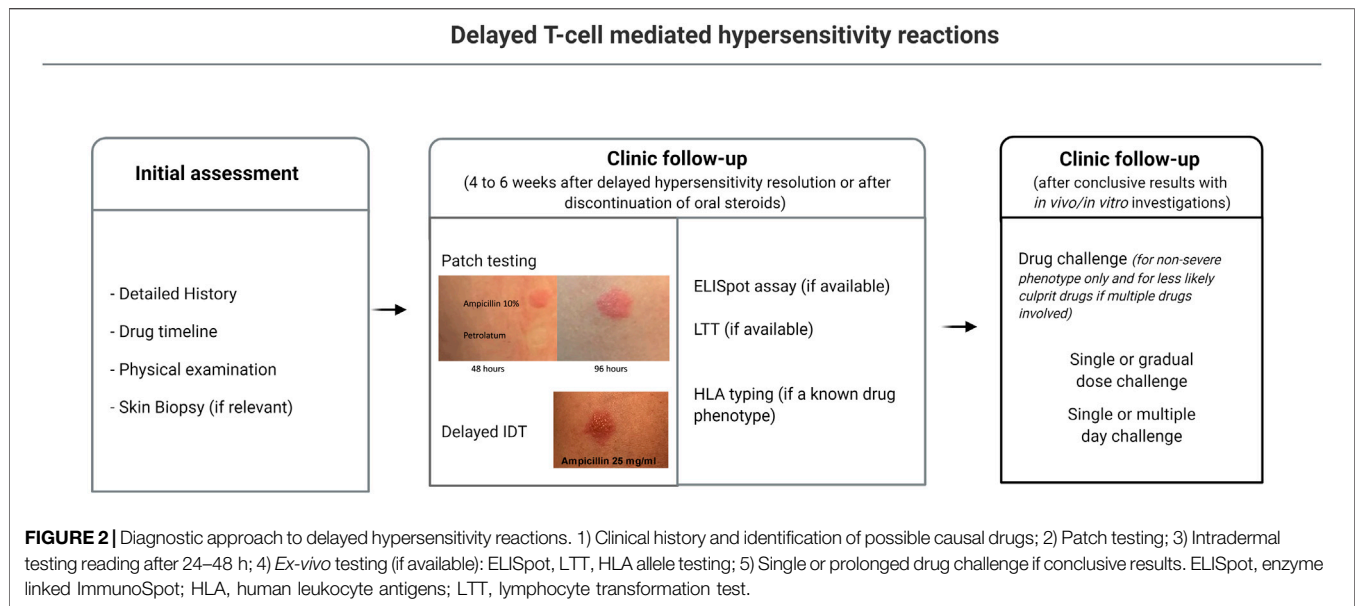 Delayed T-cell mediated hypersensitivity reactions
Initial assessment
- Detailed History
- Drug timeline
- Physical examination
- Skin Biopsy (if relevant)
Clinic follow-up
(4 to 6 weeks after delayed hypersensitivity resolution or after
discontinuation of oral steroids)
Patch testing
Ampicillin 10%
Petrolatum
48 hours
96 hours
Delayed IDT
Ampicillin 25 mg/ml
ELISpot assay (if available)
LTT (if available)
HLA typing (if a known drug
phenotype)
Clinic follow-up
(after conclusive results with
in vivo/in vitro investigations)
Drug challenge (for non-severe
phenotype only and for less likely
culprit drugs if multiple drugs
involved)
Single or gradual
dose challenge
Single or multiple
day challenge
FIGURE 2 | Diagnostic approach to delayed hypersensitivity reactions. 1) Clinical history and identification of possible causal drugs; 2) Patch testing; 3) Intradermal
testing reading after 24–48 h; 4) Ex-vivo testing (if available): ELISpot, LTT, HLA allele testing; 5) Single or prolonged drug challenge if conclusive results. ELISpot, enzyme
linked ImmunoSpot; HLA, human leukocyte antigens; LTT, lymphocyte transformation test.